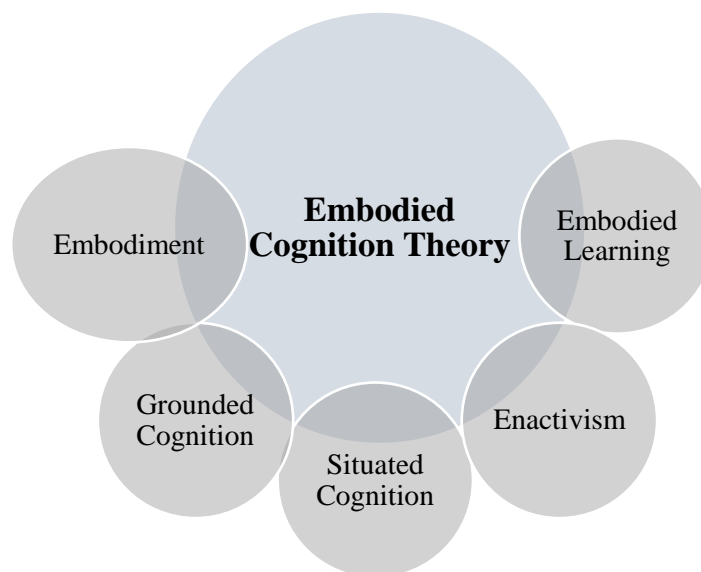 Embodied
Cognition Theory
Embodiment
Embodied
Learning
Grounded
Cognition
Enactivism
Situated
Cognition